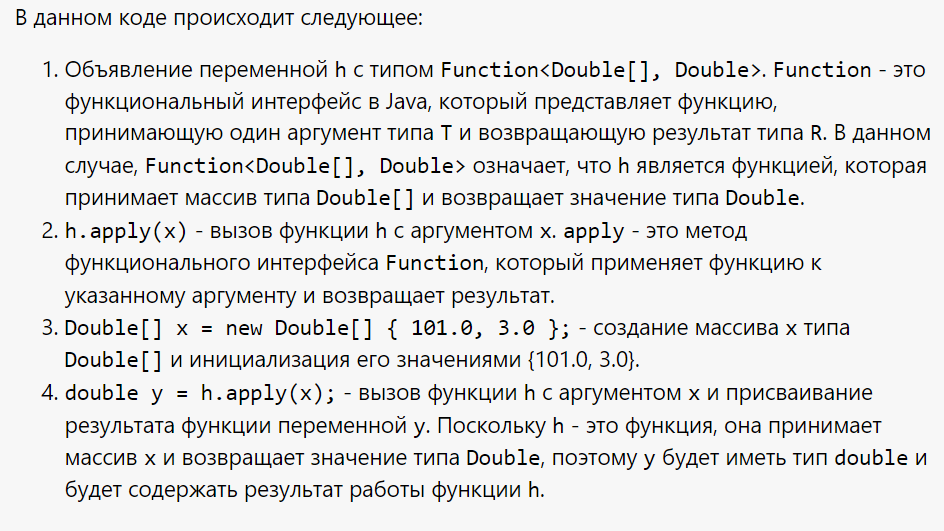 В данном коде происходит следующее:
1. Объявление переменной h с типом Function<Double[], Double>. Function - это
функциональный интерфейс в Java, который представляет функцию,
принимающую один аргумент типа T и возвращающую результат типа R. В данном
случае, Function<Double[], Double> означает, что h является функцией, которая
принимает массив типа Double[] и возвращает значение типа Double.
2. h.apply(x) - вызов функции h с аргументом x. apply - это метод
функционального интерфейса Function, который применяет функцию к
указанному аргументу и возвращает результат.
3. Double[] x = new Double[] { 101.0, 3.0 }; - создание массива x типа
Double[] и инициализация его значениями {101.0, 3.0}.
4. double y = h.apply(x); - вызов функции h с аргументом x и присваивание
результата функции переменной y. Поскольку h - это функция, она принимает
массив x и возвращает значение типа Double, поэтому y будет иметь тип double и
будет содержать результат работы функции h.